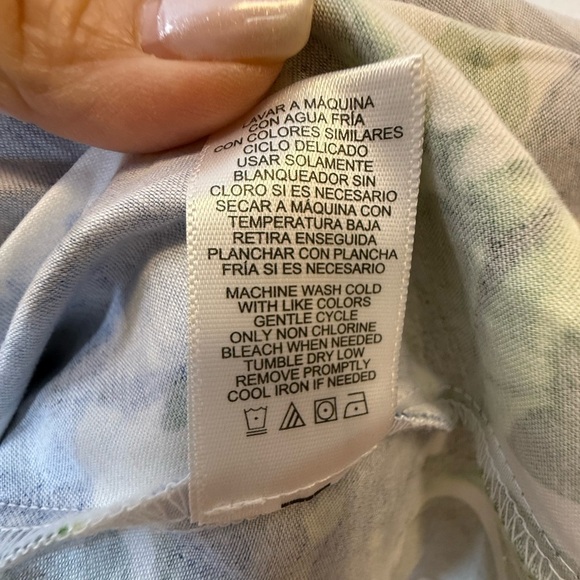 LAVAR A MÁQUINA
CON AGUA FRÍA
CON COLORES SIMILARES
CICLO DELICADO
USAR SOLAMENTE
BLANQUEADOR SIN
CLORO SI ES NECESARIO
SECAR A MÁQUINA CON
TEMPERATURA BAJA
RETIRA ENSEGUIDA
PLANCHAR CON PLANCHA
FRÍA SI ES NECESARIO
MACHINE WASH COLD
WITH LIKE COLORS
GENTLE CYCLE
ONLY NON CHLORINE
BLEACH WHEN NEEDED
TUMBLE DRY LOW
REMOVE PROMPTLY
COOL IRON IF NEEDED